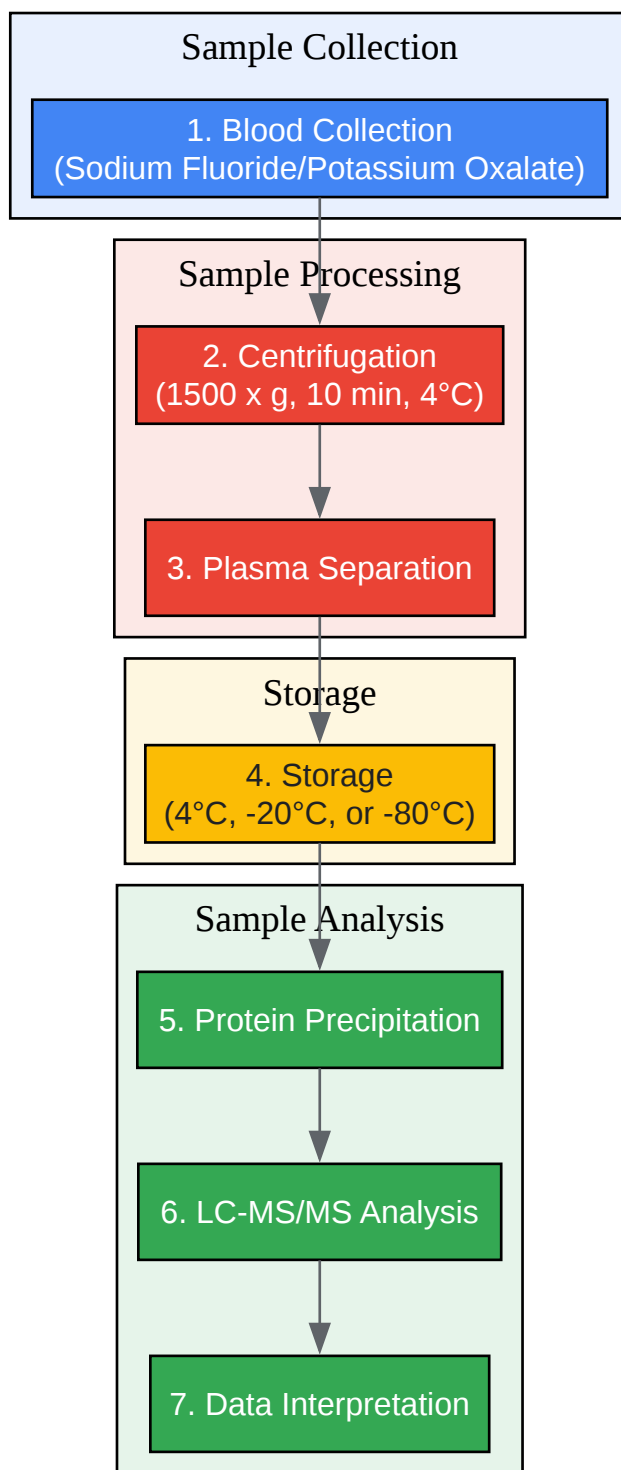 Sample Collection
1. Blood Collection
(Sodium Fluoride/Potassium Oxalate)
Sample Processing
2. Centrifugation
(1500 x g, 10 min, 4°C)
3. Plasma Separation
Storage
4. Storage
(4°C, -20°C, or -80°C)
Sample Analysis
5. Protein Precipitation
6. LC-MS/MS Analysis
7. Data Interpretation